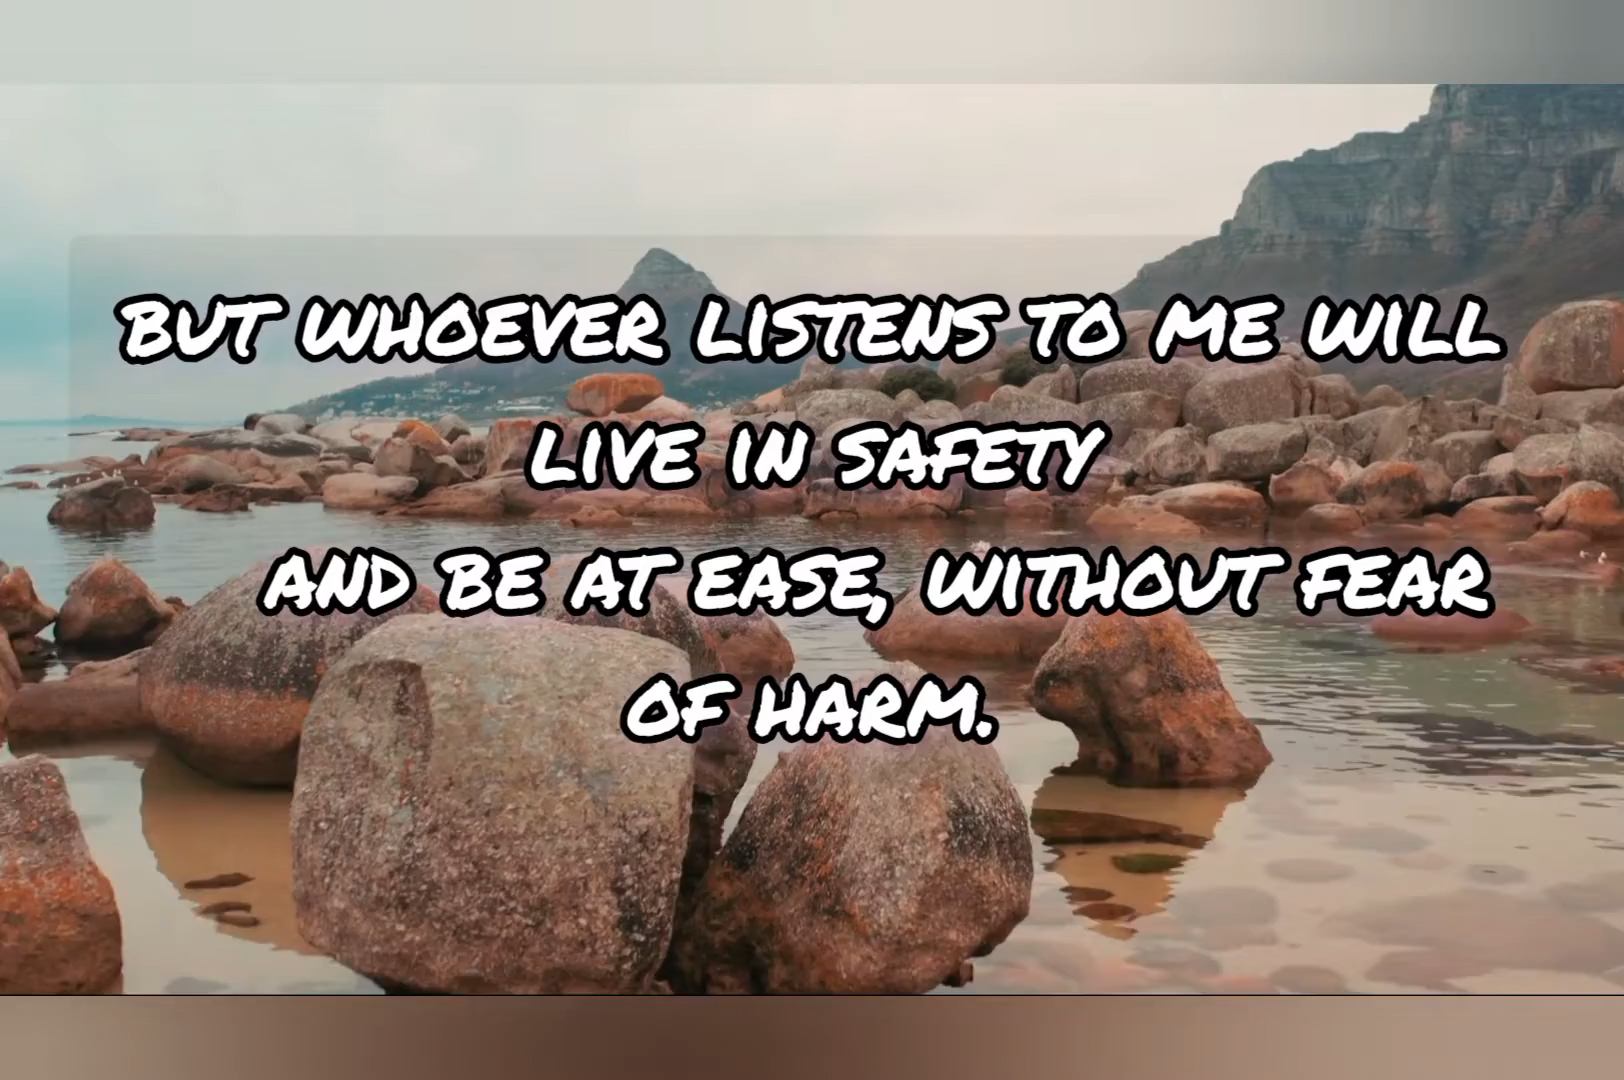 BUT WHOEVER LISTENS TO ME WILL
LIVE IN SAFETY
AND BE AT EASE, WITHOUT FEAR
OF HARM.